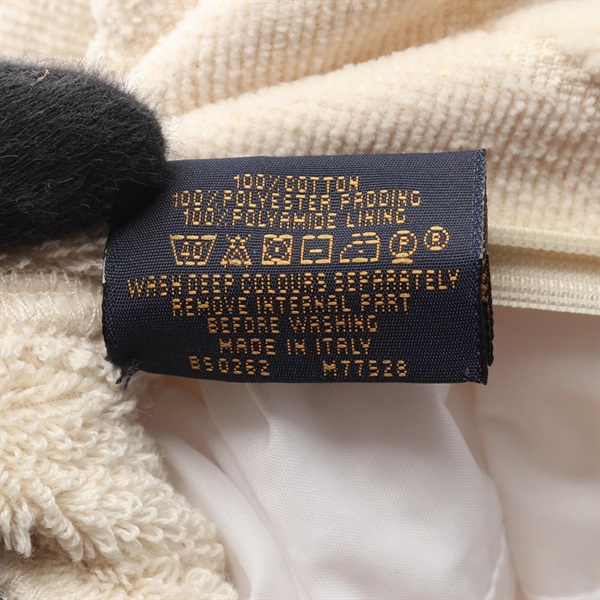 100% COTTON
100% POLYESTER PADDING
100% POLYAMIDE LINING
40 P R
WASH DEEP COLOURS SEPARATELY
REMOVE INTERNAL PART
BEFORE WASHING
MADE IN ITALY
BS0262 M77528